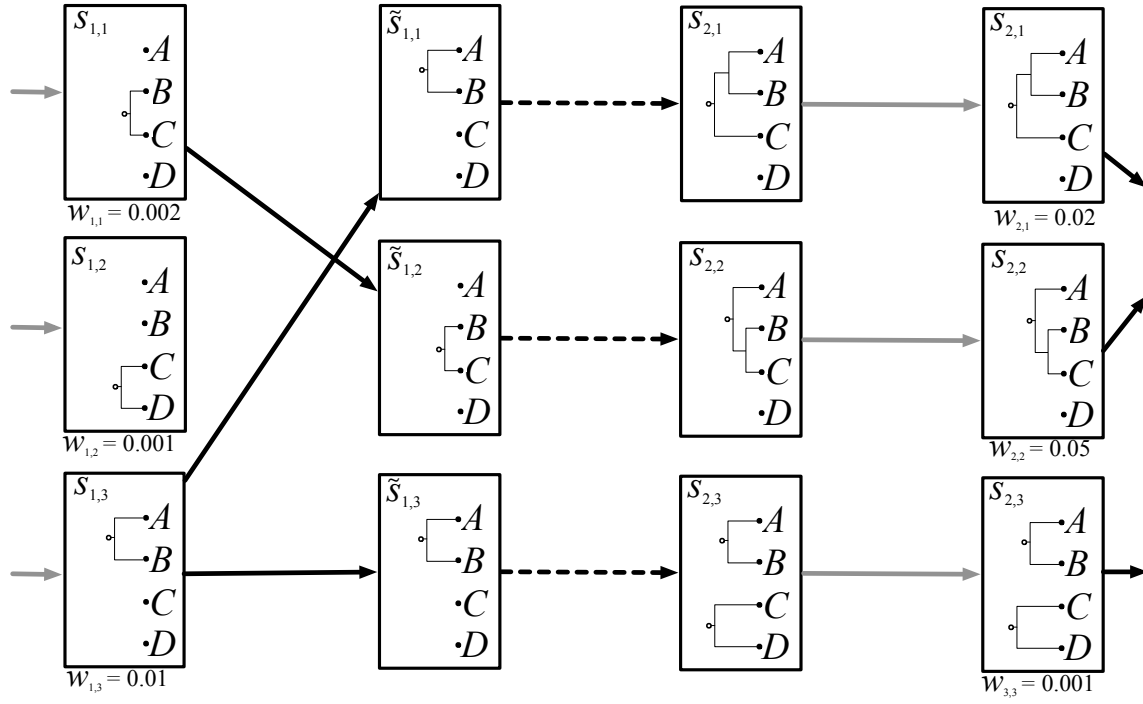 s₁,₁
A
B
C
D
w₁,₁ = 0.002
s̃₁,₁
A
B
C
D
s₂,₁
A
B
C
D
s₂,₁
A
B
C
D
w₂,₁ = 0.02
s₁,₂
A
B
C
D
w₁,₂ = 0.001
s̃₁,₂
A
B
C
D
s₂,₂
A
B
C
D
s₂,₂
A
B
C
D
w₂,₂ = 0.05
s₁,₃
A
B
C
D
w₁,₃ = 0.01
s̃₁,₃
A
B
C
D
s₂,₃
A
B
C
D
s₂,₃
A
B
C
D
w₃,₃ = 0.001